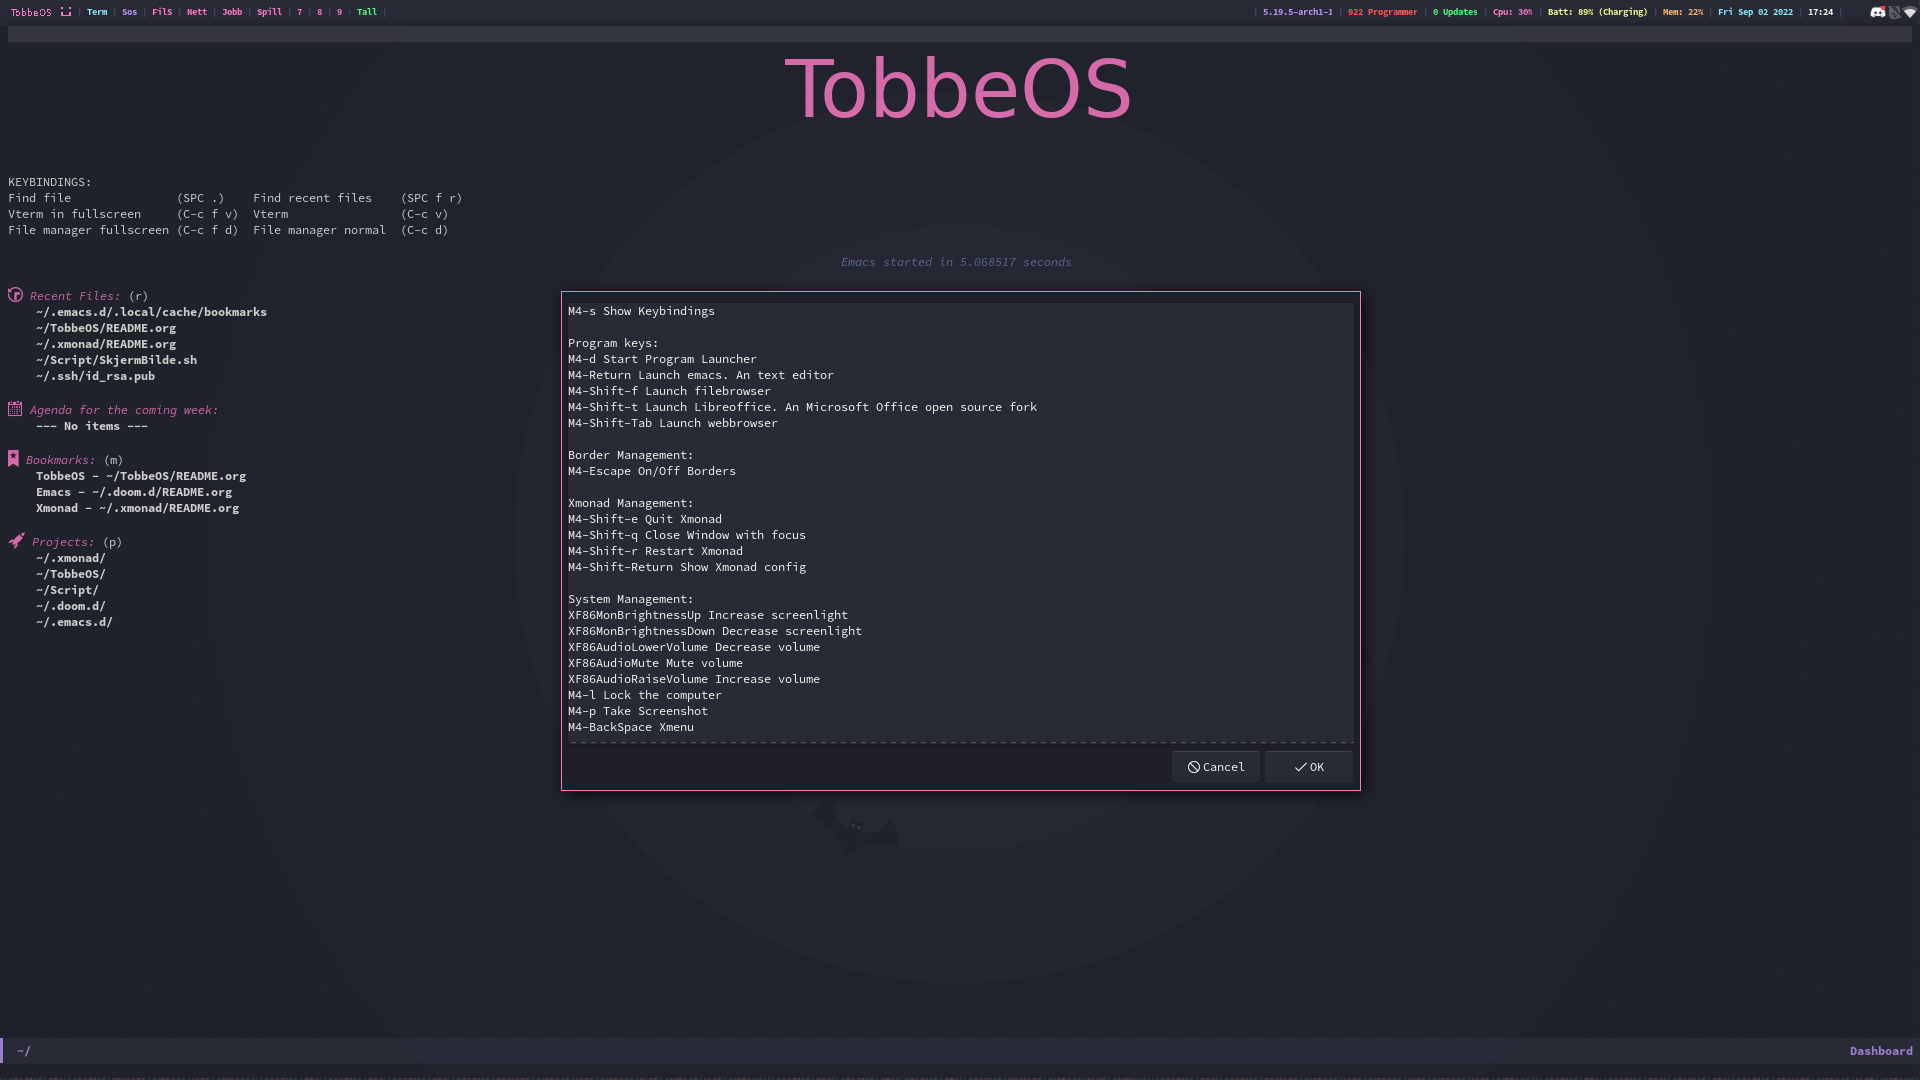 TobbeOS | Term | Sos | FilS | Nett | Jobb | Spill | 7 | 8 | 9 : Tall |
| 5.19.5-arch1-1 | 922 Programmer | 0 Updates | Cpu: 30% | Batt: 89% (Charging) | Mem: 22% | Fri Sep 02 2022 | 17:24 |
TobbeOS
KEYBINDINGS:
Find file (SPC .) Find recent files (SPC f r)
Vterm in fullscreen (C-c f v) Vterm (C-c v)
File manager fullscreen (C-c f d) File manager normal (C-c d)
Emacs started in 5.068517 seconds
Recent Files: (r)
~/.emacs.d/.local/cache/bookmarks
~/TobbeOS/README.org
~/.xmonad/README.org
~/Script/SkjermBilde.sh
~/.ssh/id_rsa.pub
Agenda for the coming week:
--- No items ---
Bookmarks: (m)
TobbeOS - ~/TobbeOS/README.org
Emacs - ~/.doom.d/README.org
Xmonad - ~/.xmonad/README.org
Projects: (p)
~/.xmonad/
~/TobbeOS/
~/Script/
~/.doom.d/
~/.emacs.d/
M4-s Show Keybindings
Program keys:
M4-d Start Program Launcher
M4-Return Launch emacs. An text editor
M4-Shift-f Launch filebrowser
M4-Shift-t Launch Libreoffice. An Microsoft Office open source fork
M4-Shift-Tab Launch webbrowser
Border Management:
M4-Escape On/Off Borders
Xmonad Management:
M4-Shift-e Quit Xmonad
M4-Shift-q Close Window with focus
M4-Shift-r Restart Xmonad
M4-Shift-Return Show Xmonad config
System Management:
XF86MonBrightnessUp Increase screenlight
XF86MonBrightnessDown Decrease screenlight
XF86AudioLowerVolume Decrease volume
XF86AudioMute Mute volume
XF86AudioRaiseVolume Increase volume
M4-l Lock the computer
M4-p Take Screenshot
M4-BackSpace Xmenu
Cancel OK
~/ Dashboard